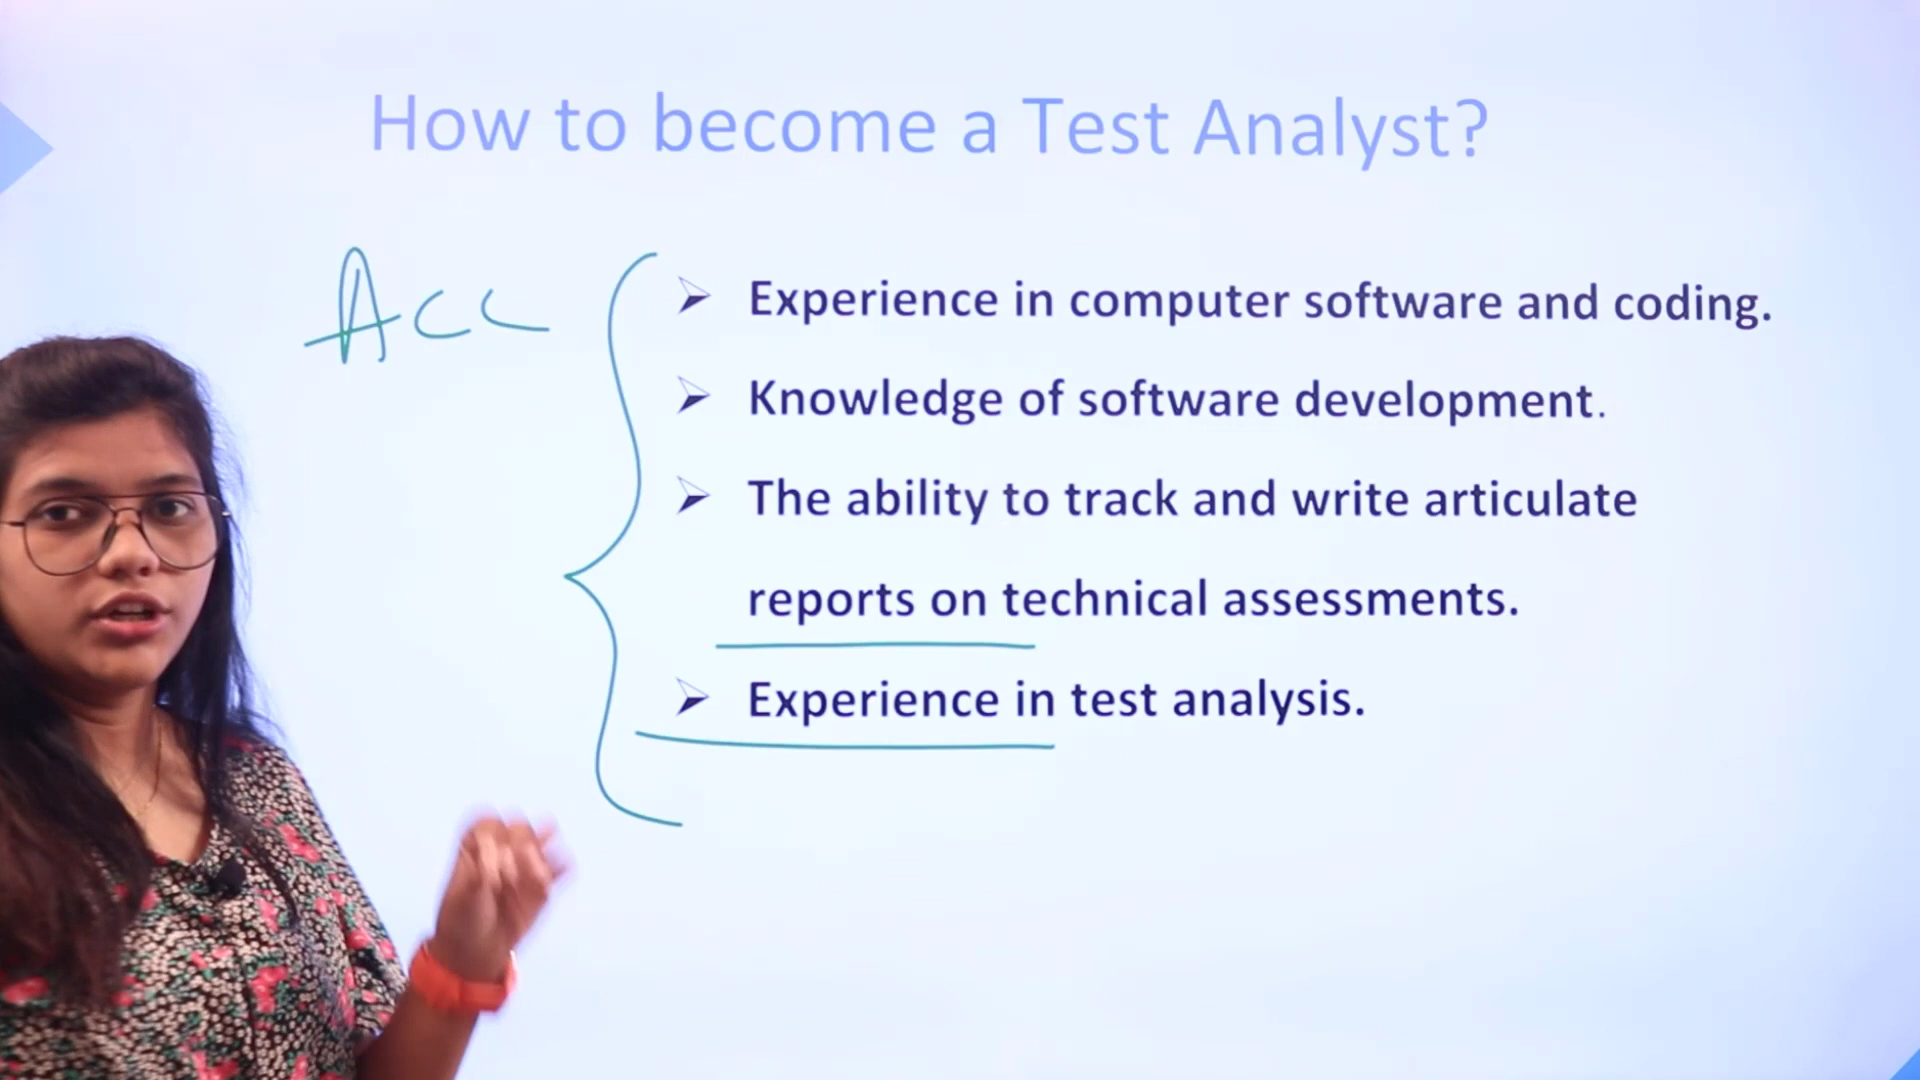 How to become a Test Analyst?
Acc
➢ Experience in computer software and coding.
➢ Knowledge of software development.
➢ The ability to track and write articulate
reports on technical assessments.
➢ Experience in test analysis.